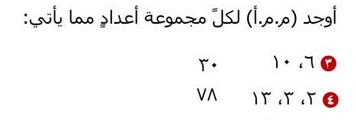 أوجد (م.م.أ) لكلً مجموعة أعدادٍ مما يأتي:
٣ ٦، ١٠ ٣٠
٤ ٢، ٣، ١٣ ٧٨